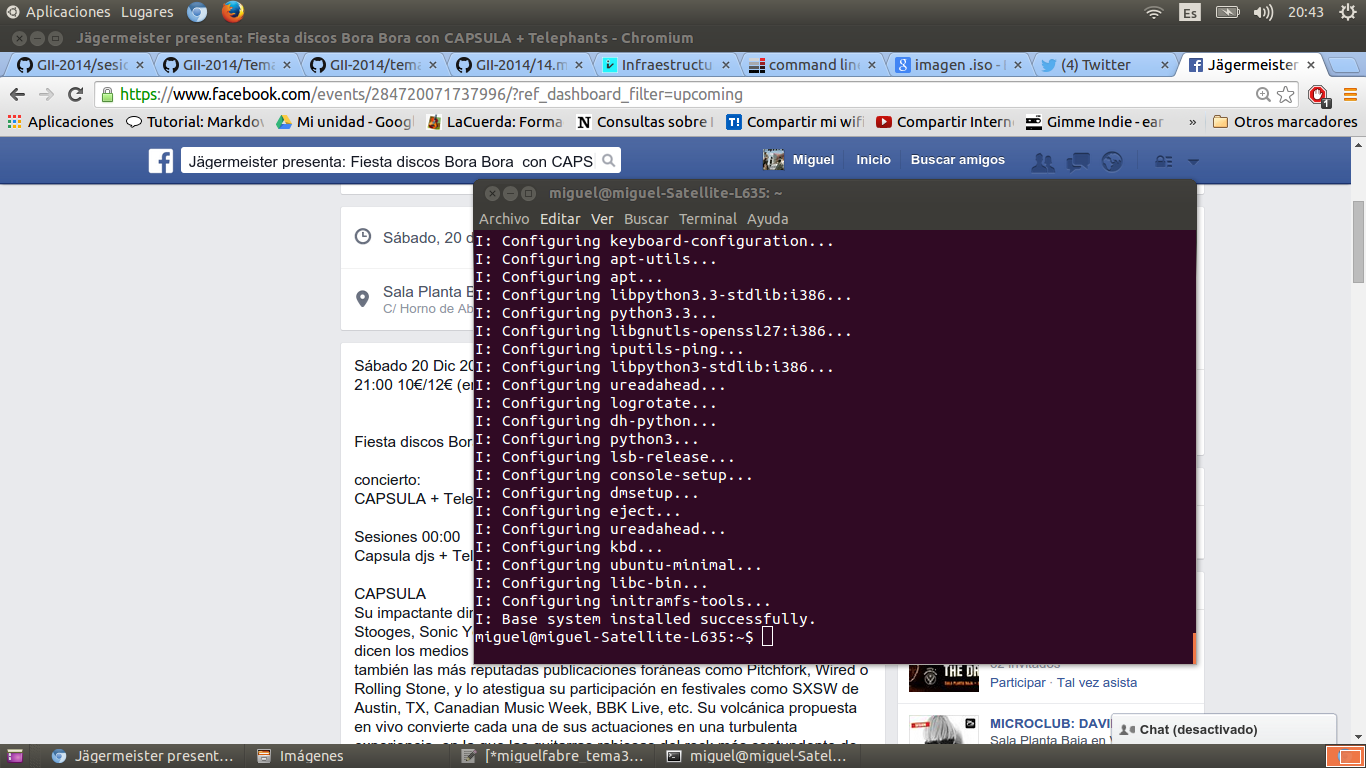 Aplicaciones Lugares Es 20:43
Jägermeister presenta: Fiesta discos Bora Bora con CAPSULA + Telephants - Chromium
GII-2014/sesi GII-2014/Tema GII-2014/tema GII-2014/14.m Infraestructu command line imagen .iso - (4) Twitter Jägermeister
https://www.facebook.com/events/284720071737996/?ref_dashboard_filter=upcoming 1
Aplicaciones Tutorial: Markdov Mi unidad - Goog LaCuerda: Forma Consultas sobre Compartir mi wifi Compartir Intern Gimme Indie - ear » Otros marcadores
Jägermeister presenta: Fiesta discos Bora Bora con CAPS Miguel Inicio Buscar amigos
Sábado, 20 d
Sala Planta B
C/ Horno de Ab
Sábado 20 Dic 20
21:00 10€/12€ (en
Fiesta discos Bor
concierto:
CAPSULA + Tele
Sesiones 00:00
Capsula djs + Tel
CAPSULA
Su impactante dir
Stooges, Sonic Y
dicen los medios
también las más reputadas publicaciones foráneas como Pitchfork, Wired o
Rolling Stone, y lo atestigua su participación en festivales como SXSW de
Austin, TX, Canadian Music Week, BBK Live, etc. Su volcánica propuesta
en vivo convierte cada una de sus actuaciones en una turbulenta
miguel@miguel-Satellite-L635: ~
Archivo Editar Ver Buscar Terminal Ayuda
I: Configuring keyboard-configuration...
I: Configuring apt-utils...
I: Configuring apt...
I: Configuring libpython3.3-stdlib:i386...
I: Configuring python3.3...
I: Configuring libgnutls-openssl27:i386...
I: Configuring iputils-ping...
I: Configuring libpython3-stdlib:i386...
I: Configuring ureadahead...
I: Configuring logrotate...
I: Configuring dh-python...
I: Configuring python3...
I: Configuring lsb-release...
I: Configuring console-setup...
I: Configuring dmsetup...
I: Configuring eject...
I: Configuring ureadahead...
I: Configuring kbd...
I: Configuring ubuntu-minimal...
I: Configuring libc-bin...
I: Configuring initramfs-tools...
I: Base system installed successfully.
miguel@miguel-Satellite-L635:~$
THE DR
Participar · Tal vez asista
MICROCLUB: DAVI
Sala Planta Baja en V
Chat (desactivado)
Jägermeister present... Imágenes [*miguelfabre_tema3... miguel@miguel-Satel...